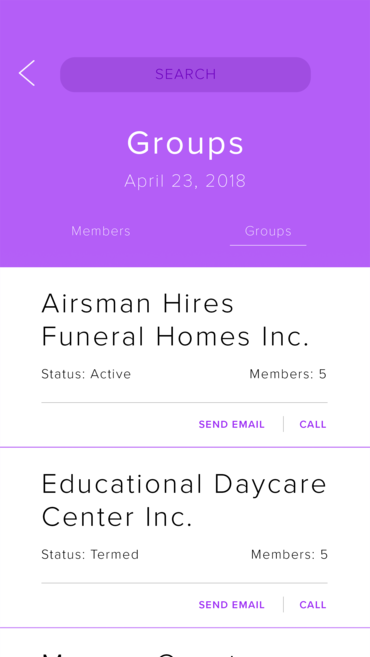 SEARCH
Groups
April 23, 2018
Members Groups
Airsman Hires
Funeral Homes Inc.
Status: Active Members: 5
SEND EMAIL CALL
Educational Daycare
Center Inc.
Status: Termed Members: 5
SEND EMAIL CALL